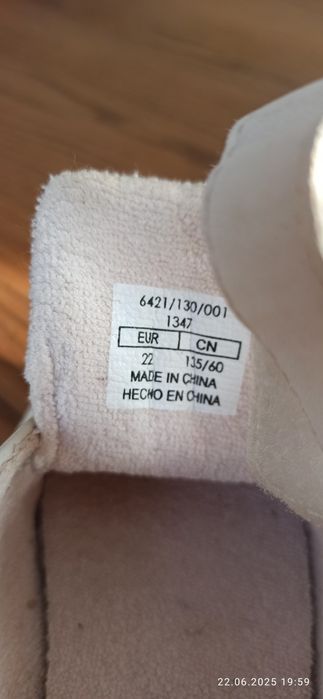 6421/130/001
1347
EUR CN
22 135/60
MADE IN CHINA
HECHO EN CHINA
22.06.2025 19:59